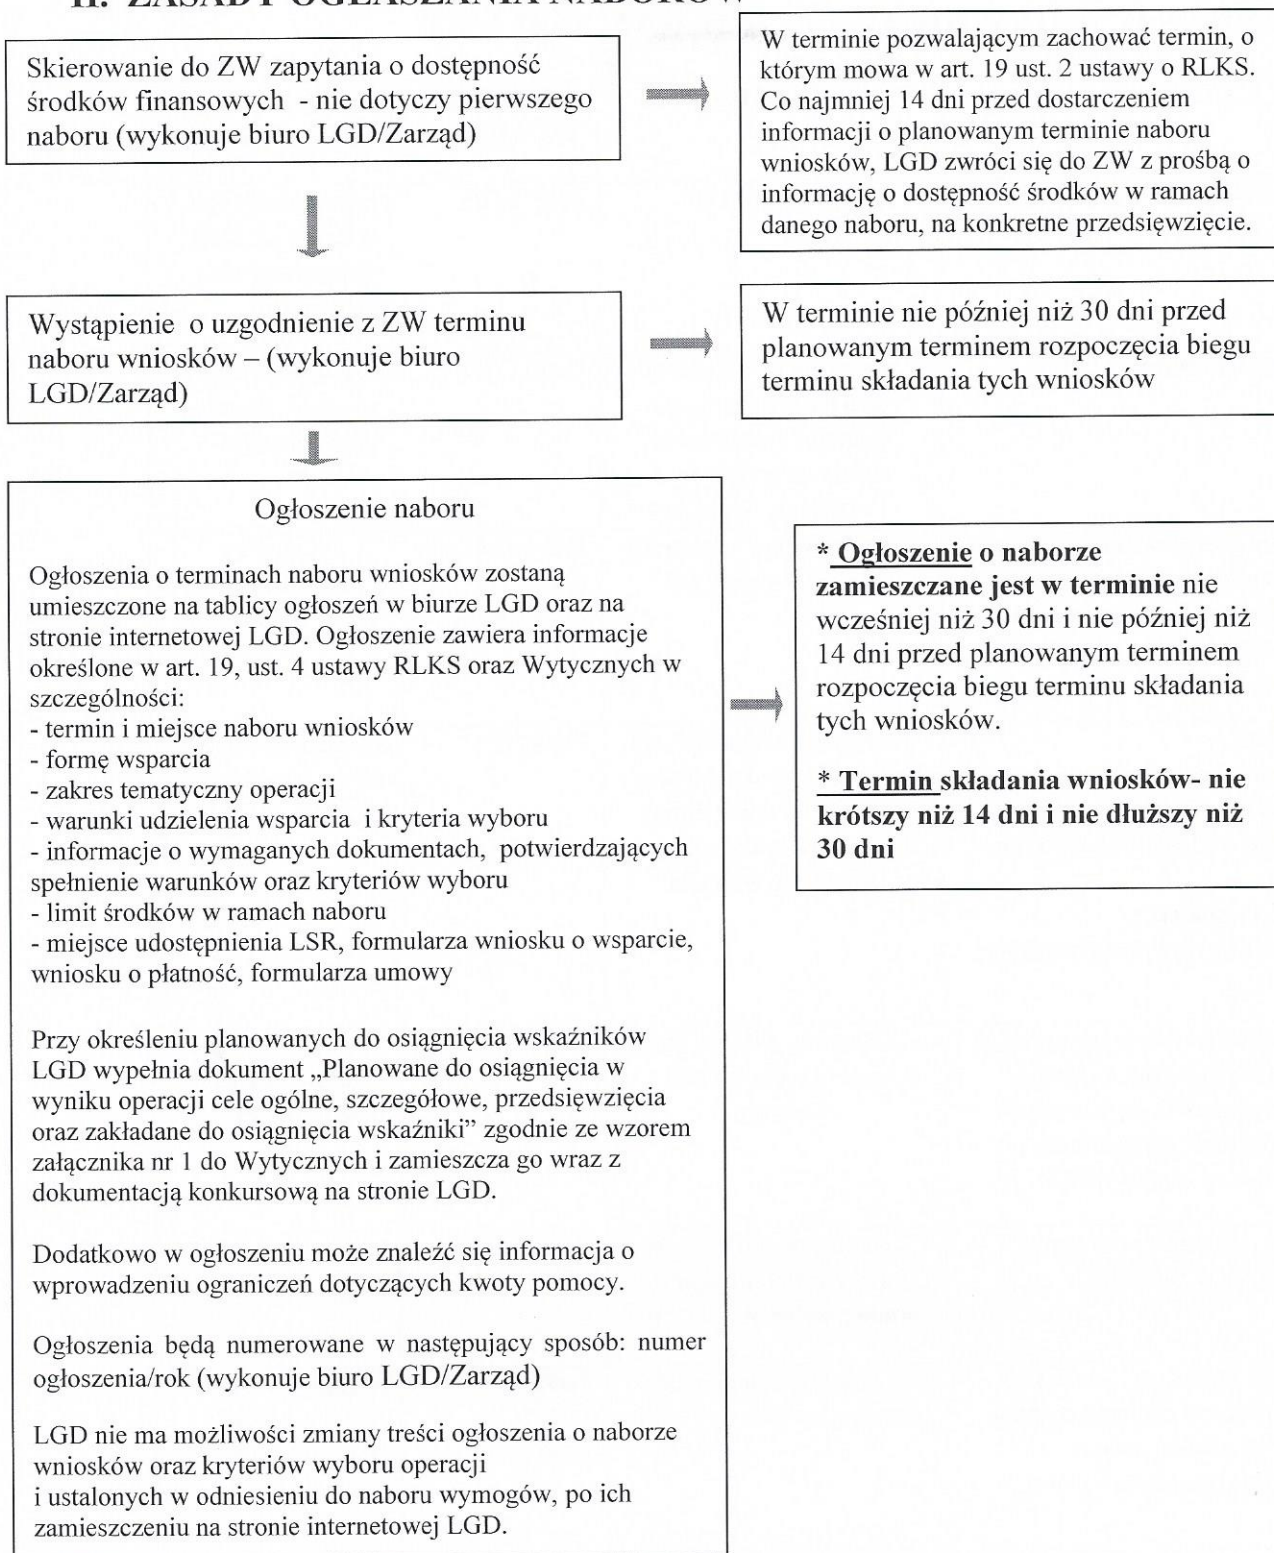 II. ZASADY OGŁASZANIA NABORÓW
Skierowanie do ZW zapytania o dostępność
środków finansowych - nie dotyczy pierwszego
naboru (wykonuje biuro LGD/Zarząd)
W terminie pozwalającym zachować termin, o
którym mowa w art. 19 ust. 2 ustawy o RLKS.
Co najmniej 14 dni przed dostarczeniem
informacji o planowanym terminie naboru
wniosków, LGD zwróci się do ZW z prośbą o
informację o dostępność środków w ramach
danego naboru, na konkretne przedsięwzięcie.
Wystąpienie o uzgodnienie z ZW terminu
naboru wniosków – (wykonuje biuro
LGD/Zarząd)
W terminie nie później niż 30 dni przed
planowanym terminem rozpoczęcia biegu
terminu składania tych wniosków
Ogłoszenie naboru
Ogłoszenia o terminach naboru wniosków zostaną
umieszczone na tablicy ogłoszeń w biurze LGD oraz na
stronie internetowej LGD. Ogłoszenie zawiera informacje
określone w art. 19, ust. 4 ustawy RLKS oraz Wytycznych w
szczególności:
- termin i miejsce naboru wniosków
- formę wsparcia
- zakres tematyczny operacji
- warunki udzielenia wsparcia i kryteria wyboru
- informacje o wymaganych dokumentach, potwierdzających
spełnienie warunków oraz kryteriów wyboru
- limit środków w ramach naboru
- miejsce udostępnienia LSR, formularza wniosku o wsparcie,
wniosku o płatność, formularza umowy
Przy określeniu planowanych do osiągnięcia wskaźników
LGD wypełnia dokument „Planowane do osiągnięcia w
wyniku operacji cele ogólne, szczegółowe, przedsięwzięcia
oraz zakładane do osiągnięcia wskaźniki” zgodnie ze wzorem
załącznika nr 1 do Wytycznych i zamieszcza go wraz z
dokumentacją konkursową na stronie LGD.
Dodatkowo w ogłoszeniu może znaleźć się informacja o
wprowadzeniu ograniczeń dotyczących kwoty pomocy.
Ogłoszenia będą numerowane w następujący sposób: numer
ogłoszenia/rok (wykonuje biuro LGD/Zarząd)
LGD nie ma możliwości zmiany treści ogłoszenia o naborze
wniosków oraz kryteriów wyboru operacji
i ustalonych w odniesieniu do naboru wymogów, po ich
zamieszczeniu na stronie internetowej LGD.
* Ogłoszenie o naborze
zamieszczane jest w terminie nie
wcześniej niż 30 dni i nie później niż
14 dni przed planowanym terminem
rozpoczęcia biegu terminu składania
tych wniosków.
* Termin składania wniosków- nie
krótszy niż 14 dni i nie dłuższy niż
30 dni